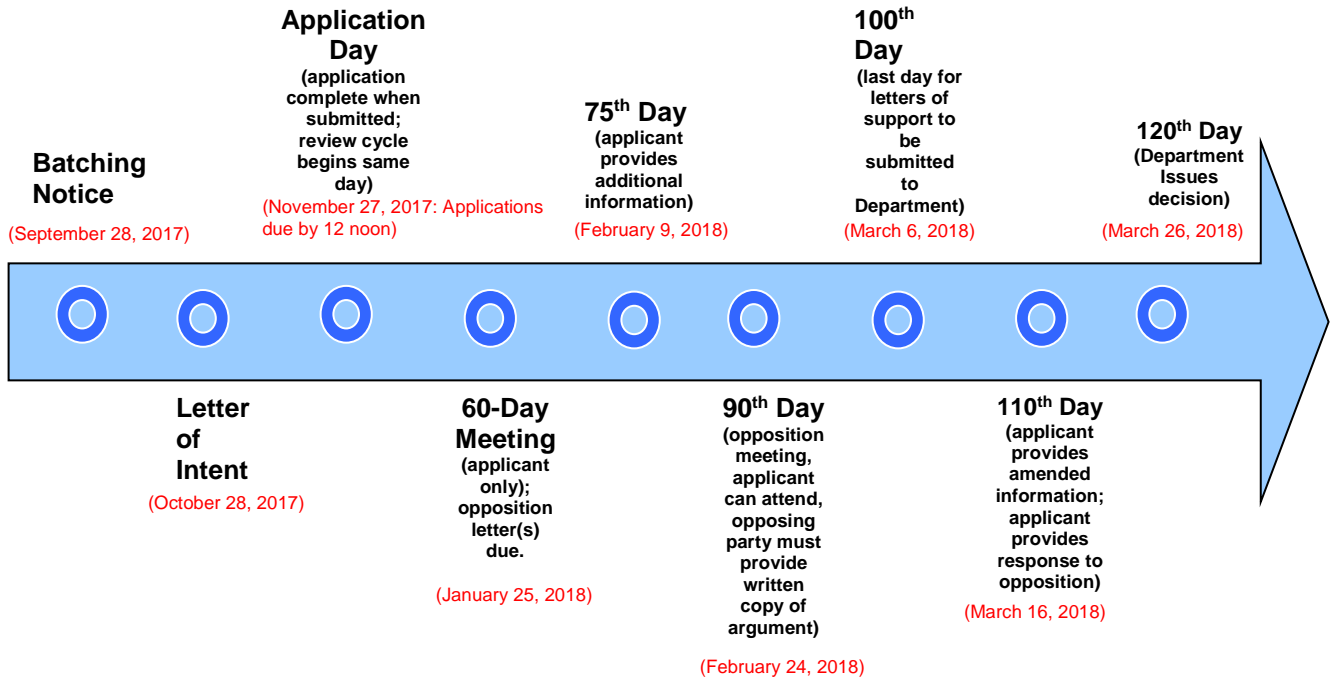 Batching
Notice
(September 28, 2017)
Letter
of
Intent
(October 28, 2017)
Application
Day
(application
complete when
submitted;
review cycle
begins same
day)
(November 27, 2017: Applications
due by 12 noon)
60-Day
Meeting
(applicant
only);
opposition
letter(s)
due.
(January 25, 2018)
75th Day
(applicant
provides
additional
information)
(February 9, 2018)
90th Day
(opposition
meeting,
applicant
can attend,
opposing
party must
provide
written
copy of
argument)
(February 24, 2018)
100th
Day
(last day for
letters of
support to
be
submitted
to
Department)
(March 6, 2018)
110th Day
(applicant
provides
amended
information;
applicant
provides
response to
opposition)
(March 16, 2018)
120th Day
(Department
Issues
decision)
(March 26, 2018)